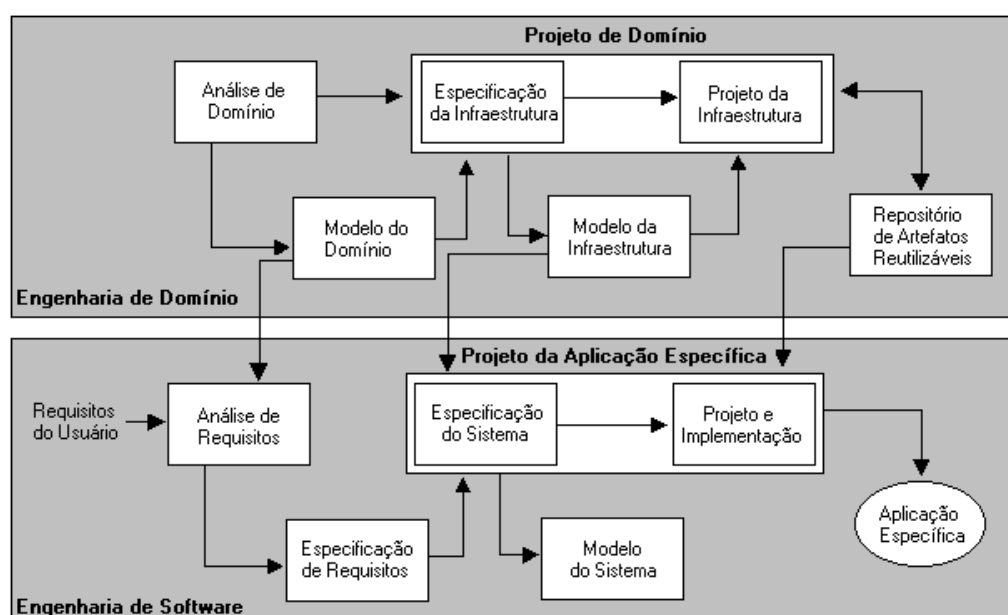 Projeto de Domínio
Análise de
Domínio
Especificação
da Infraestrutura
Projeto da
Infraestrutura
Modelo do
Domínio
Modelo da
Infraestrutura
Repositório
de Artefatos
Reutilizáveis
Engenharia de Domínio
Projeto da Aplicação Específica
Requisitos
do Usuário
Análise de
Requisitos
Especificação
do Sistema
Projeto e
Implementação
Especificação
de Requisitos
Modelo
do Sistema
Aplicação
Específica
Engenharia de Software